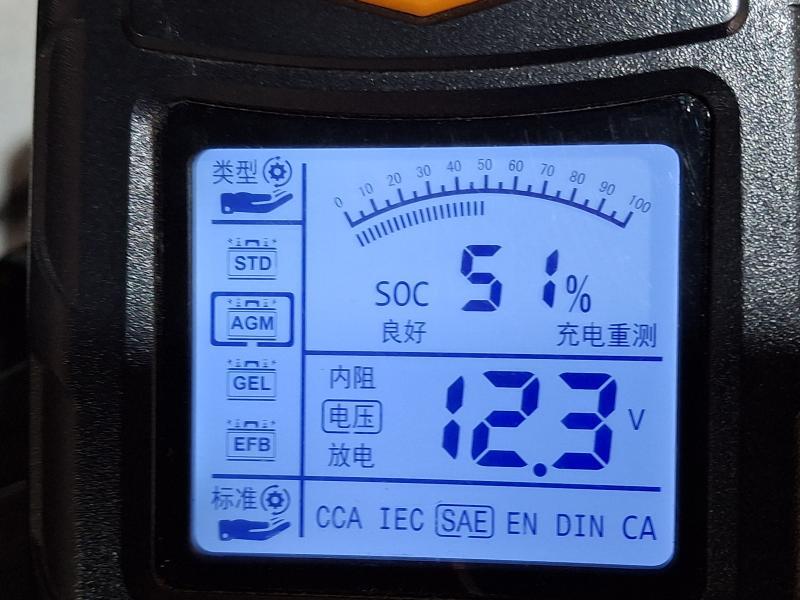 类型
0 10 20 30 40 50 60 70 80 90 100
STD
SOC 51%
AGM
良好 充电重测
GEL
内阻
电压 12.3 V
EFB
放电
标准
CCA IEC SAE EN DIN CA